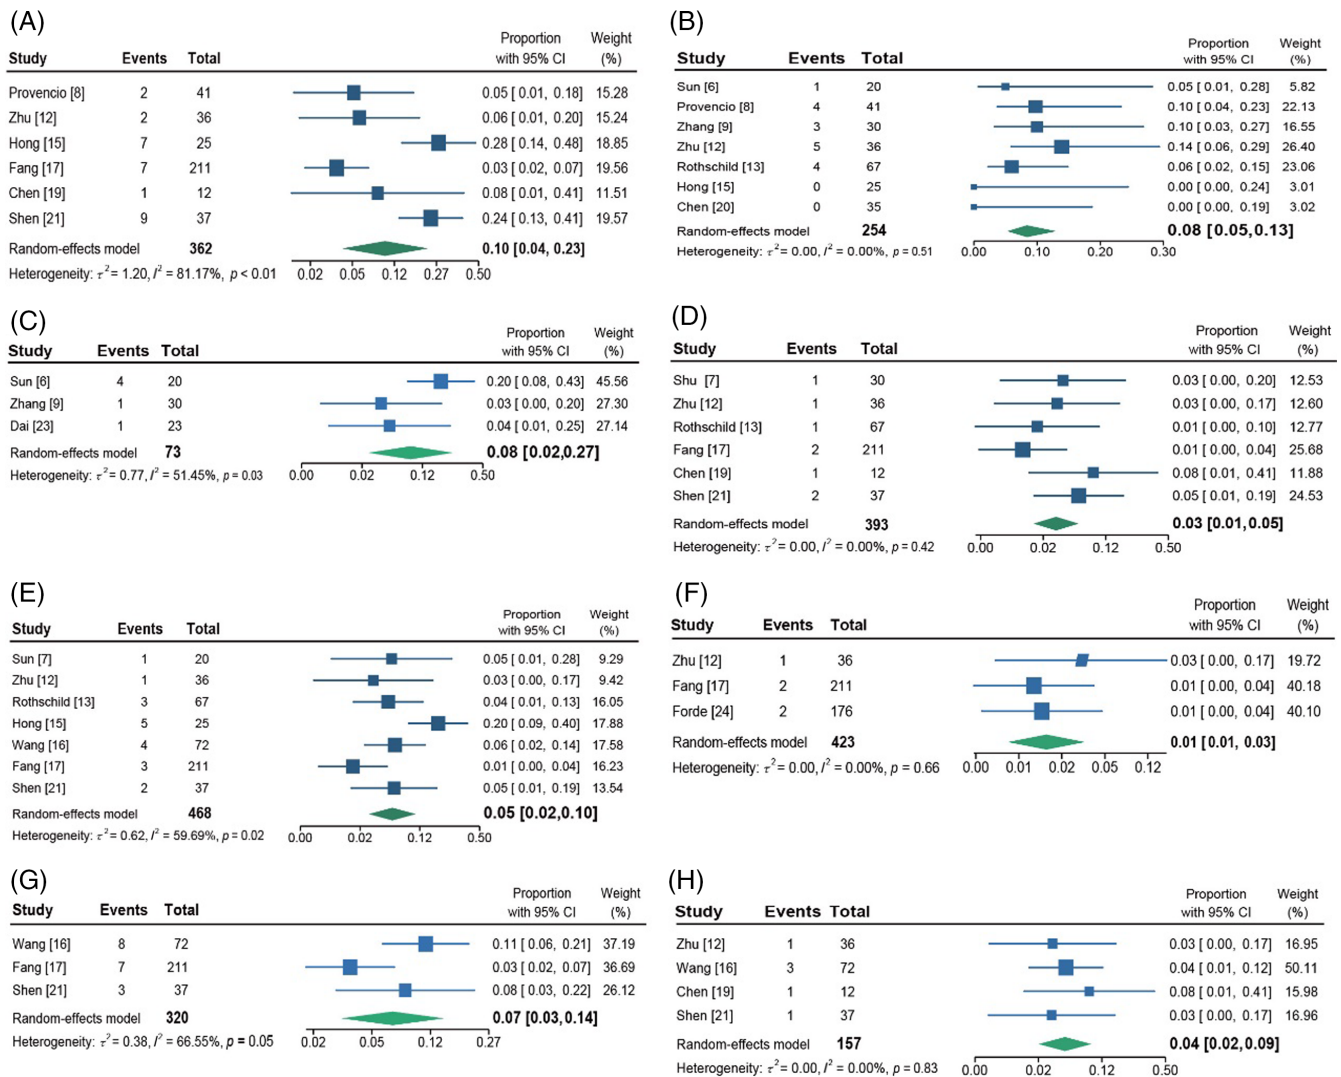 (A)
Proportion Weight
Study Events Total with 95% CI (%)
Provencio [8] 2 41 0.05 [ 0.01, 0.18] 15.28
Zhu [12] 2 36 0.06 [ 0.01, 0.20] 15.24
Hong [15] 7 25 0.28 [ 0.14, 0.48] 18.85
Fang [17] 7 211 0.03 [ 0.02, 0.07] 19.56
Chen [19] 1 12 0.08 [ 0.01, 0.41] 11.51
Shen [21] 9 37 0.24 [ 0.13, 0.41] 19.57
Random-effects model 362 0.10 [0.04, 0.23]
Heterogeneity: τ² = 1.20, I² = 81.17%, p < 0.01
0.02 0.05 0.12 0.27 0.50
(B)
Proportion Weight
Study Events Total with 95% CI (%)
Sun [6] 1 20 0.05 [ 0.01, 0.28] 5.82
Provencio [8] 4 41 0.10 [ 0.04, 0.23] 22.13
Zhang [9] 3 30 0.10 [ 0.03, 0.27] 16.55
Zhu [12] 5 36 0.14 [ 0.06, 0.29] 26.40
Rothschild [13] 4 67 0.06 [ 0.02, 0.15] 23.06
Hong [15] 0 25 0.00 [ 0.00, 0.24] 3.01
Chen [20] 0 35 0.00 [ 0.00, 0.19] 3.02
Random-effects model 254 0.08 [0.05,0.13]
Heterogeneity: τ² = 0.00, I² = 0.00%, p = 0.51
0.00 0.10 0.20 0.30
(C)
Proportion Weight
Study Events Total with 95% CI (%)
Sun [6] 4 20 0.20 [ 0.08, 0.43] 45.56
Zhang [9] 1 30 0.03 [ 0.00, 0.20] 27.30
Dai [23] 1 23 0.04 [ 0.01, 0.25] 27.14
Random-effects model 73 0.08 [0.02,0.27]
Heterogeneity: τ² = 0.77, I² = 51.45%, p = 0.03
0.00 0.02 0.12 0.50
(D)
Proportion Weight
Study Events Total with 95% CI (%)
Shu [7] 1 30 0.03 [ 0.00, 0.20] 12.53
Zhu [12] 1 36 0.03 [ 0.00, 0.17] 12.60
Rothschild [13] 1 67 0.01 [ 0.00, 0.10] 12.77
Fang [17] 2 211 0.01 [ 0.00, 0.04] 25.68
Chen [19] 1 12 0.08 [ 0.01, 0.41] 11.88
Shen [21] 2 37 0.05 [ 0.01, 0.19] 24.53
Random-effects model 393 0.03 [0.01,0.05]
Heterogeneity: τ² = 0.00, I² = 0.00%, p = 0.42
0.00 0.02 0.12 0.50
(E)
Proportion Weight
Study Events Total with 95% CI (%)
Sun [7] 1 20 0.05 [ 0.01, 0.28] 9.29
Zhu [12] 1 36 0.03 [ 0.00, 0.17] 9.42
Rothschild [13] 3 67 0.04 [ 0.01, 0.13] 16.05
Hong [15] 5 25 0.20 [ 0.09, 0.40] 17.88
Wang [16] 4 72 0.06 [ 0.02, 0.14] 17.58
Fang [17] 3 211 0.01 [ 0.00, 0.04] 16.23
Shen [21] 2 37 0.05 [ 0.01, 0.19] 13.54
Random-effects model 468 0.05 [0.02,0.10]
Heterogeneity: τ² = 0.62, I² = 59.69%, p = 0.02
0.00 0.02 0.12 0.50
(F)
Proportion Weight
Study Events Total with 95% CI (%)
Zhu [12] 1 36 0.03 [ 0.00, 0.17] 19.72
Fang [17] 2 211 0.01 [ 0.00, 0.04] 40.18
Forde [24] 2 176 0.01 [ 0.00, 0.04] 40.10
Random-effects model 423 0.01 [0.01, 0.03]
Heterogeneity: τ² = 0.00, I² = 0.00%, p = 0.66
0.00 0.01 0.02 0.05 0.12
(G)
Proportion Weight
Study Events Total with 95% CI (%)
Wang [16] 8 72 0.11 [ 0.06, 0.21] 37.19
Fang [17] 7 211 0.03 [ 0.02, 0.07] 36.69
Shen [21] 3 37 0.08 [ 0.03, 0.22] 26.12
Random-effects model 320 0.07 [0.03,0.14]
Heterogeneity: τ² = 0.38, I² = 66.55%, p = 0.05
0.02 0.05 0.12 0.27
(H)
Proportion Weight
Study Events Total with 95% CI (%)
Zhu [12] 1 36 0.03 [ 0.00, 0.17] 16.95
Wang [16] 3 72 0.04 [ 0.01, 0.12] 50.11
Chen [19] 1 12 0.08 [ 0.01, 0.41] 15.98
Shen [21] 1 37 0.03 [ 0.00, 0.17] 16.96
Random-effects model 157 0.04 [0.02,0.09]
Heterogeneity: τ² = 0.00, I² = 0.00%, p = 0.83
0.00 0.02 0.12 0.50